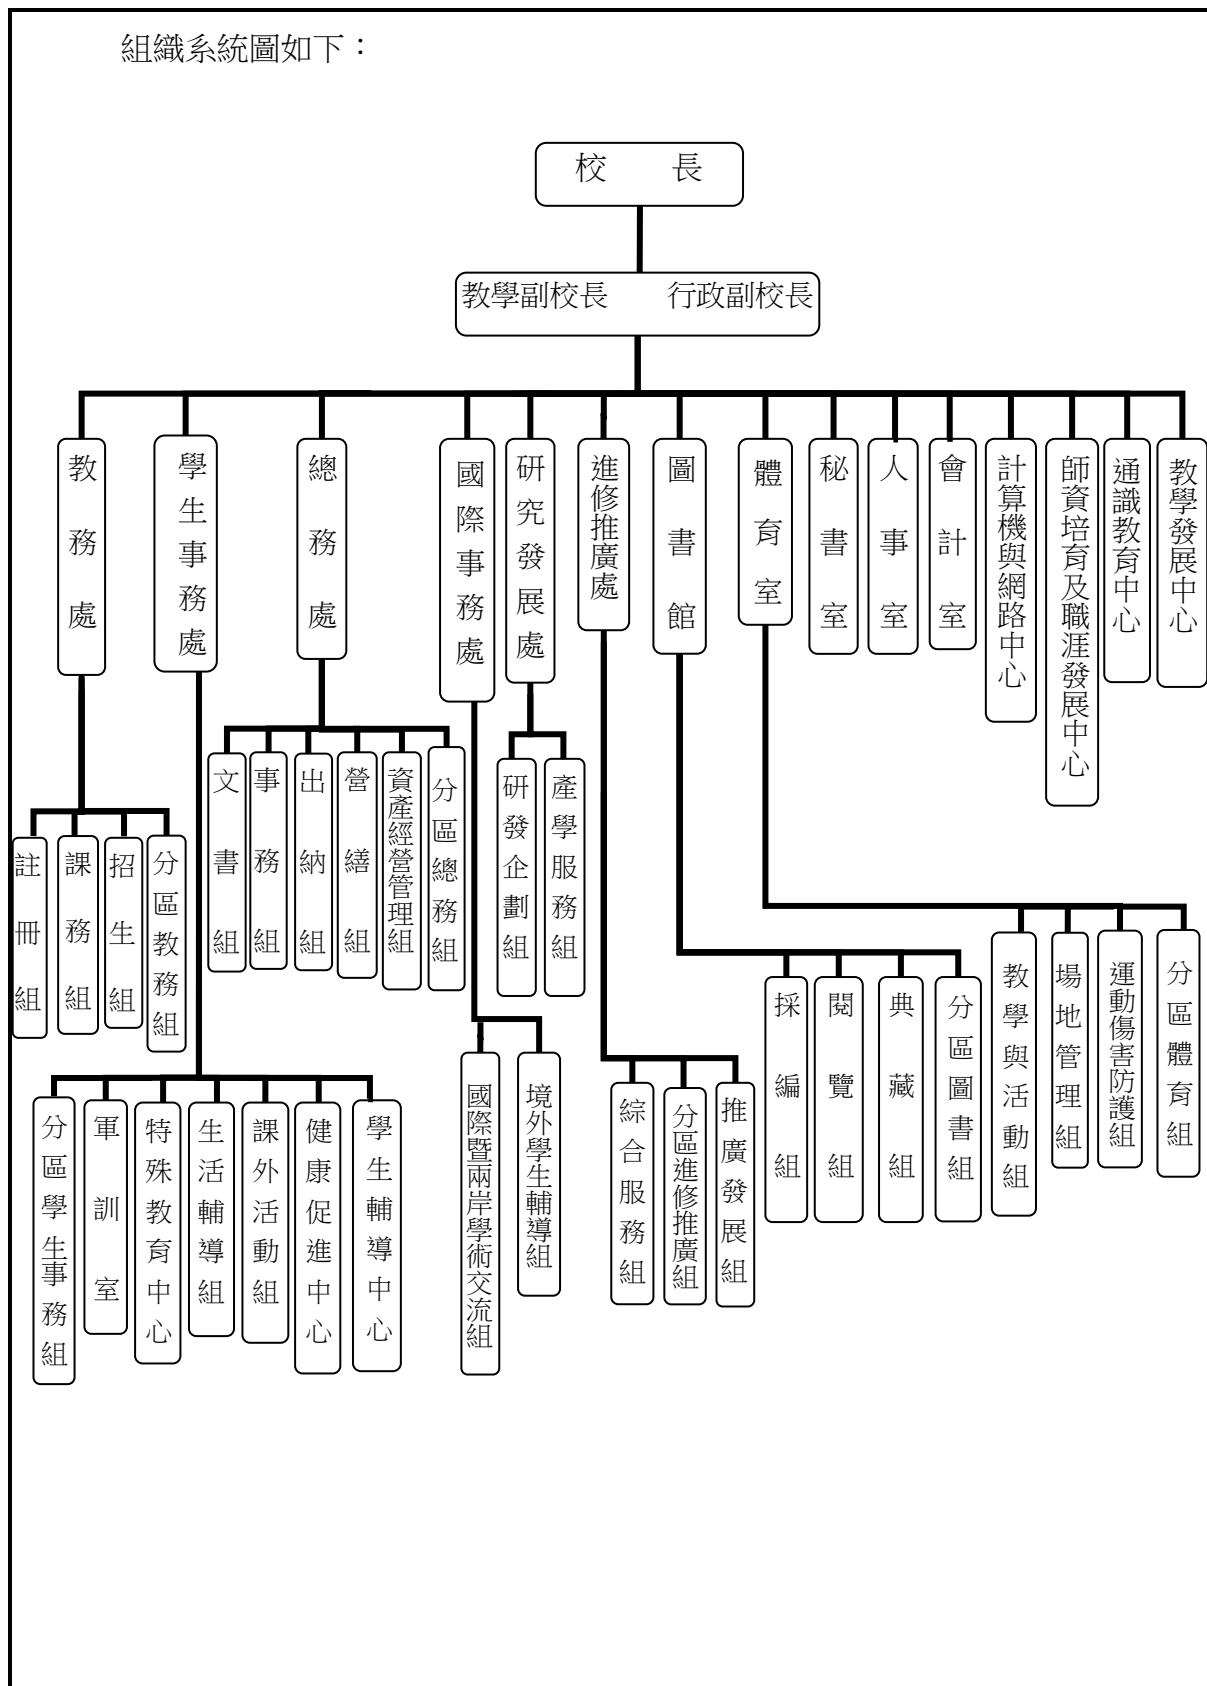 組織系統圖如下：
校　　長
教學副校長　　行政副校長
教務處
學生事務處
總務處
國際事務處
研究發展處
進修推廣處
圖書館
體育室
秘書室
人事室
會計室
計算機與網路中心
師資培育及職涯發展中心
通識教育中心
教學發展中心
註冊組
課務組
招生組
分區教務組
文書組
事務組
出納組
營繕組
資產經營管理組
分區總務組
研發企劃組
產學服務組
採編組
閱覽組
典藏組
分區圖書組
教學與活動組
場地管理組
運動傷害防護組
分區體育組
分區學生事務組
軍訓室
特殊教育中心
生活輔導組
課外活動組
健康促進中心
學生輔導中心
國際暨兩岸學術交流組
境外學生輔導組
綜合服務組
分區進修推廣組
推廣發展組